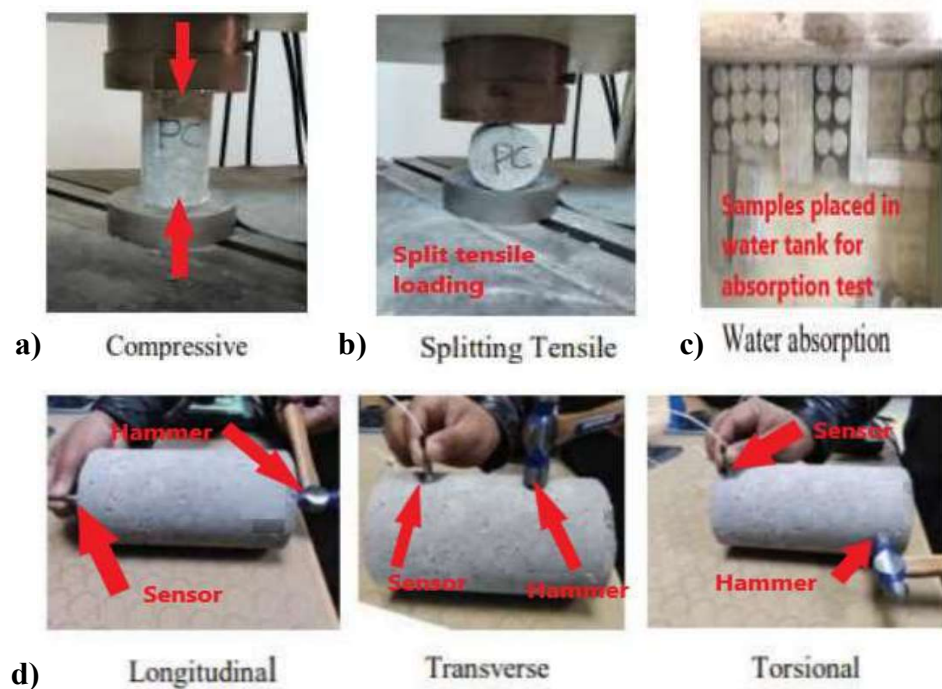 PC
PC
Split tensile
loading
Samples placed in
water tank for
absorption test
a) Compressive
b) Splitting Tensile
c) Water absorption
Hammer
Sensor
Sensor
Hammer
Sensor
Hammer
d) Longitudinal
Transverse
Torsional